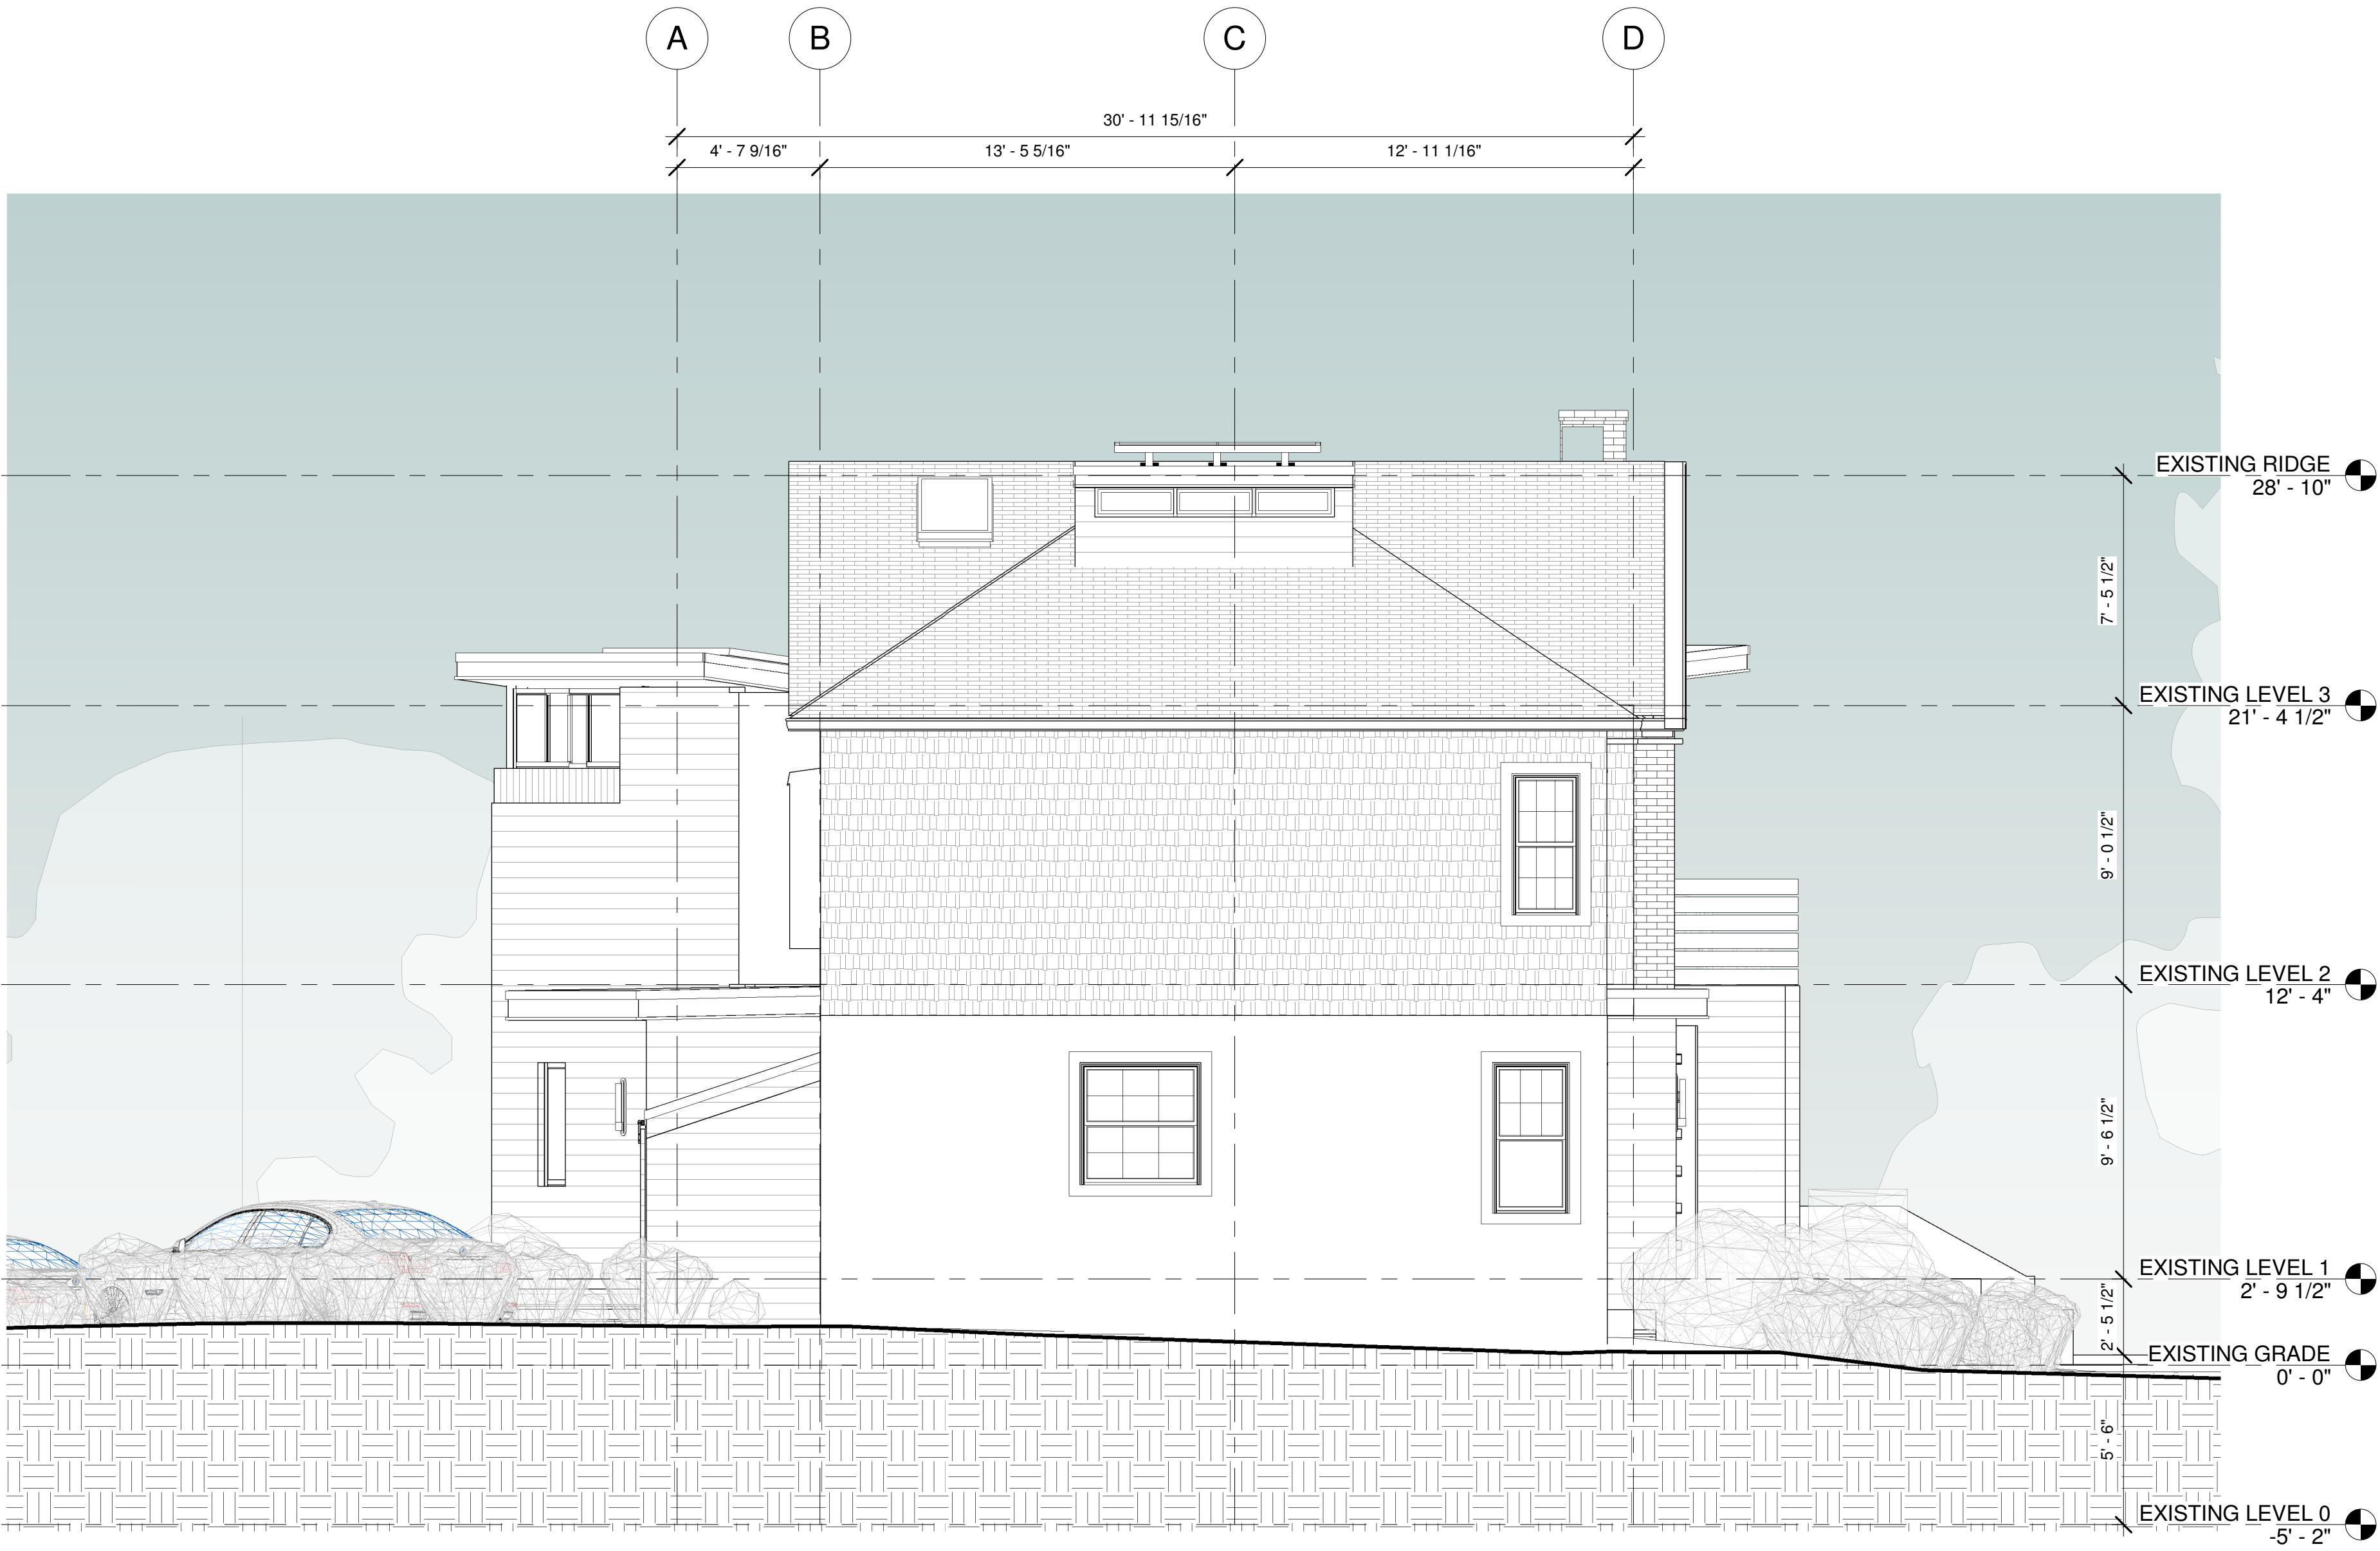 A B C D
30' - 11 15/16"
4' - 7 9/16" 13' - 5 5/16" 12' - 11 1/16"
EXISTING RIDGE
28' - 10"
7' - 5 1/2"
EXISTING LEVEL 3
21' - 4 1/2"
9' - 0 1/2"
EXISTING LEVEL 2
12' - 4"
9' - 6 1/2"
EXISTING LEVEL 1
2' - 9 1/2"
2' - 5 1/2"
EXISTING GRADE
0' - 0"
5' - 6"
EXISTING LEVEL 0
-5' - 2"